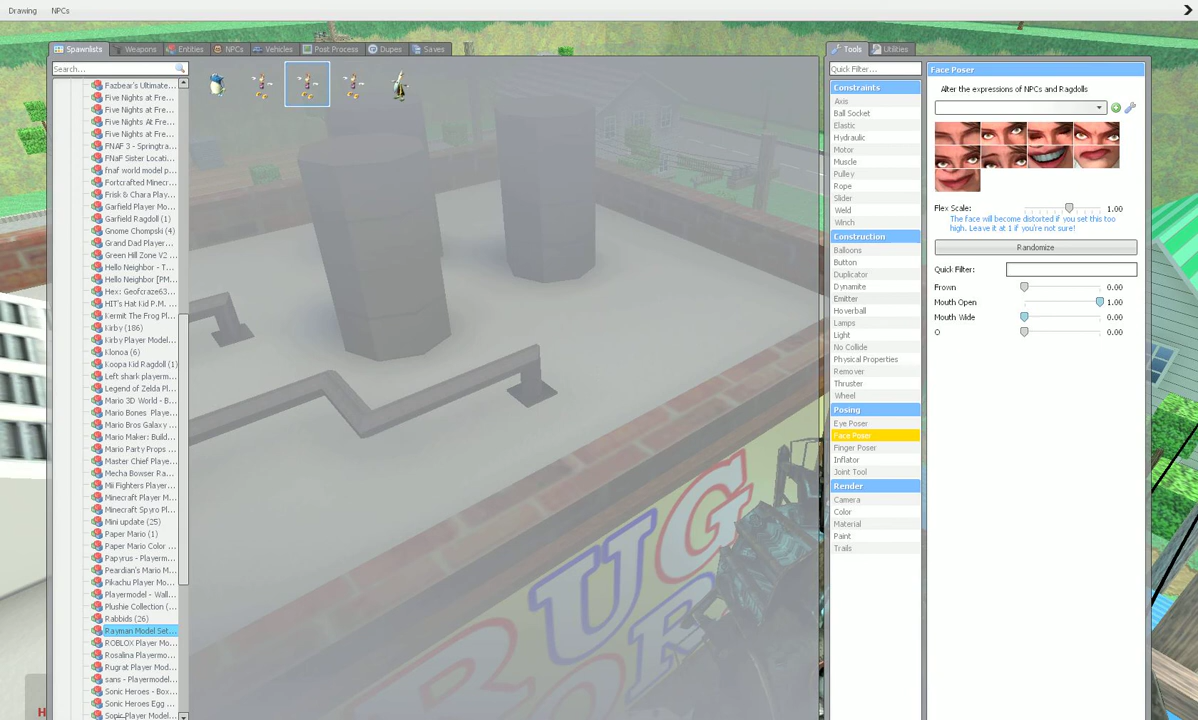 Drawing NPCs
Spawnlists Weapons Entities NPCs Vehicles Post Process Dupes Saves
Search...
Fazbear's Ultimate...
Five Nights at Fre...
Five Nights at Fre...
Five Nights At Fre...
Five Nights at Fre...
FNAF 3 - Springtra...
FNaF Sister Locati...
fnaf world model p...
Fortcrafted Minecr...
Frisk & Chara Play...
Garfield Player Mo...
Garfield Ragdoll (1)
Gnome Chompski (4)
Grand Dad Player...
Green Hill Zone V2 ...
Hello Neighbor - T...
Hello Neighbor [PM...
Hex: Geofcraze63...
HIT's Hat Kid P.M. ...
Kermit The Frog Pl...
Kirby (186)
Kirby Player Model...
Klonoa (6)
Koopa Kid Ragdoll (1)
Left shark playerm...
Legend of Zelda Pl...
Mario 3D World - B...
Mario Bones Playe...
Mario Bros Galaxy ...
Mario Maker: Build...
Mario Party Props ...
Master Chief Playe...
Mecha Bowser Ra...
Mii Fighters Player...
Minecraft Player M...
Minecraft Spyro Pl...
Mini update (25)
Paper Mario (1)
Paper Mario Color ...
Papyrus - Playerm...
Peardian's Mario M...
Pikachu Player Mo...
Playermodel - Wall...
Plushie Collection (...
Rabbids (26)
Rayman Model Set...
ROBLOX Player Mo...
Rosalina Playermo...
Rugrat Player Mod...
sans - Playermodel...
Sonic Heroes - Box...
Sonic Heroes Egg ...
Sonic Player Model...
H
BUG
Tools Utilities
Quick Filter...
Constraints
Axis
Ball Socket
Elastic
Hydraulic
Motor
Muscle
Pulley
Rope
Slider
Weld
Winch
Construction
Balloons
Button
Duplicator
Dynamite
Emitter
Hoverball
Lamps
Light
No Collide
Physical Properties
Remover
Thruster
Wheel
Posing
Eye Poser
Face Poser
Finger Poser
Inflator
Joint Tool
Render
Camera
Color
Material
Paint
Trails
Face Poser
Alter the expressions of NPCs and Ragdolls
Flex Scale: 1.00
The face will become distorted if you set this too
high. Leave it at 1 if you're not sure!
Randomize
Quick Filter:
Frown 0.00
Mouth Open 1.00
Mouth Wide 0.00
O 0.00